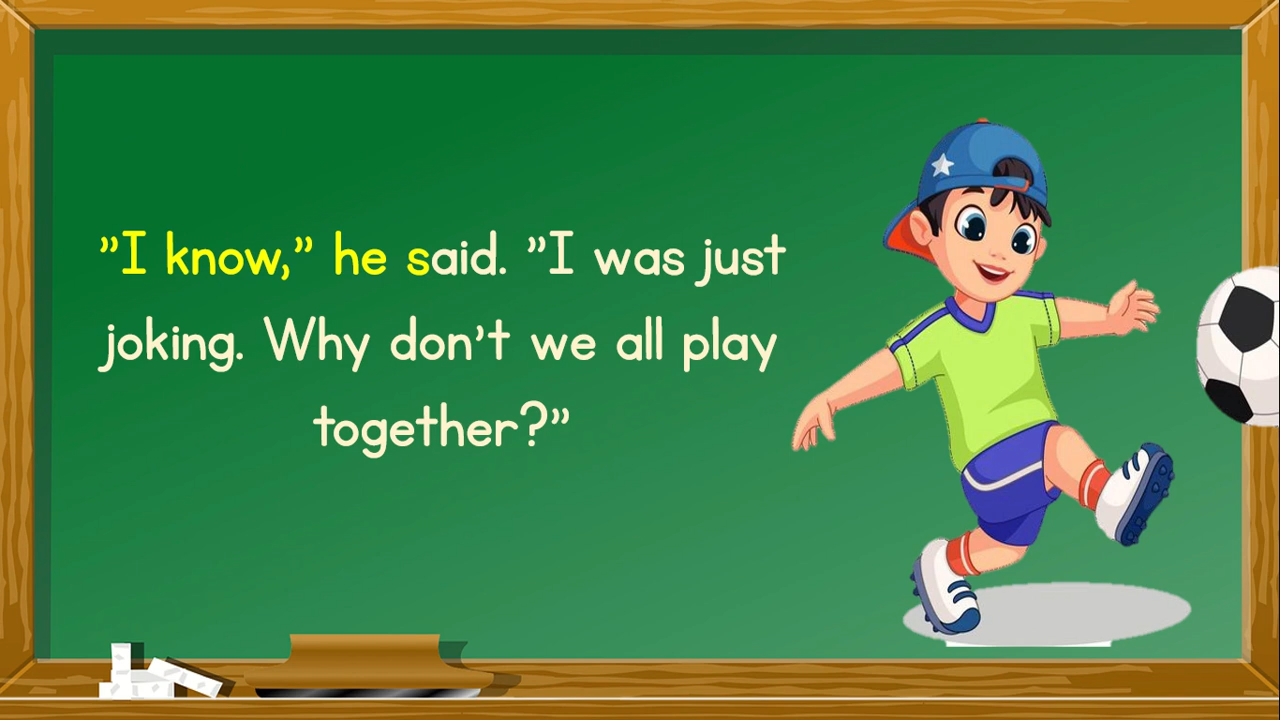 ”I know,” he said. ”I was just
joking. Why don’t we all play
together?”